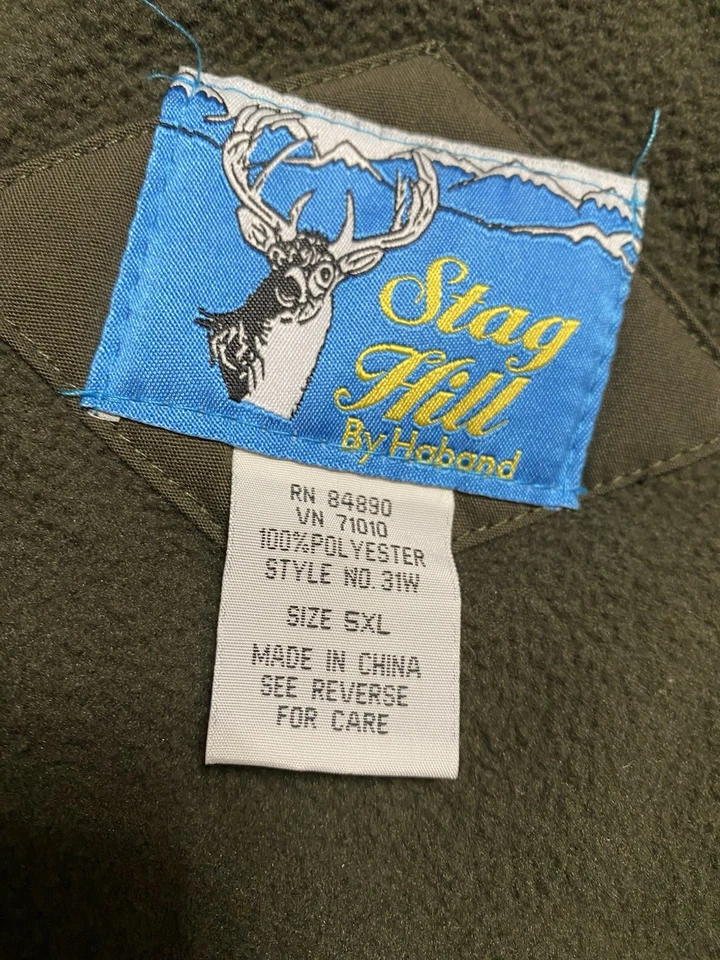 Stag
Hill
By Haband
RN 84890
VN 71010
100%POLYESTER
STYLE NO. 31W
SIZE 5XL
MADE IN CHINA
SEE REVERSE
FOR CARE